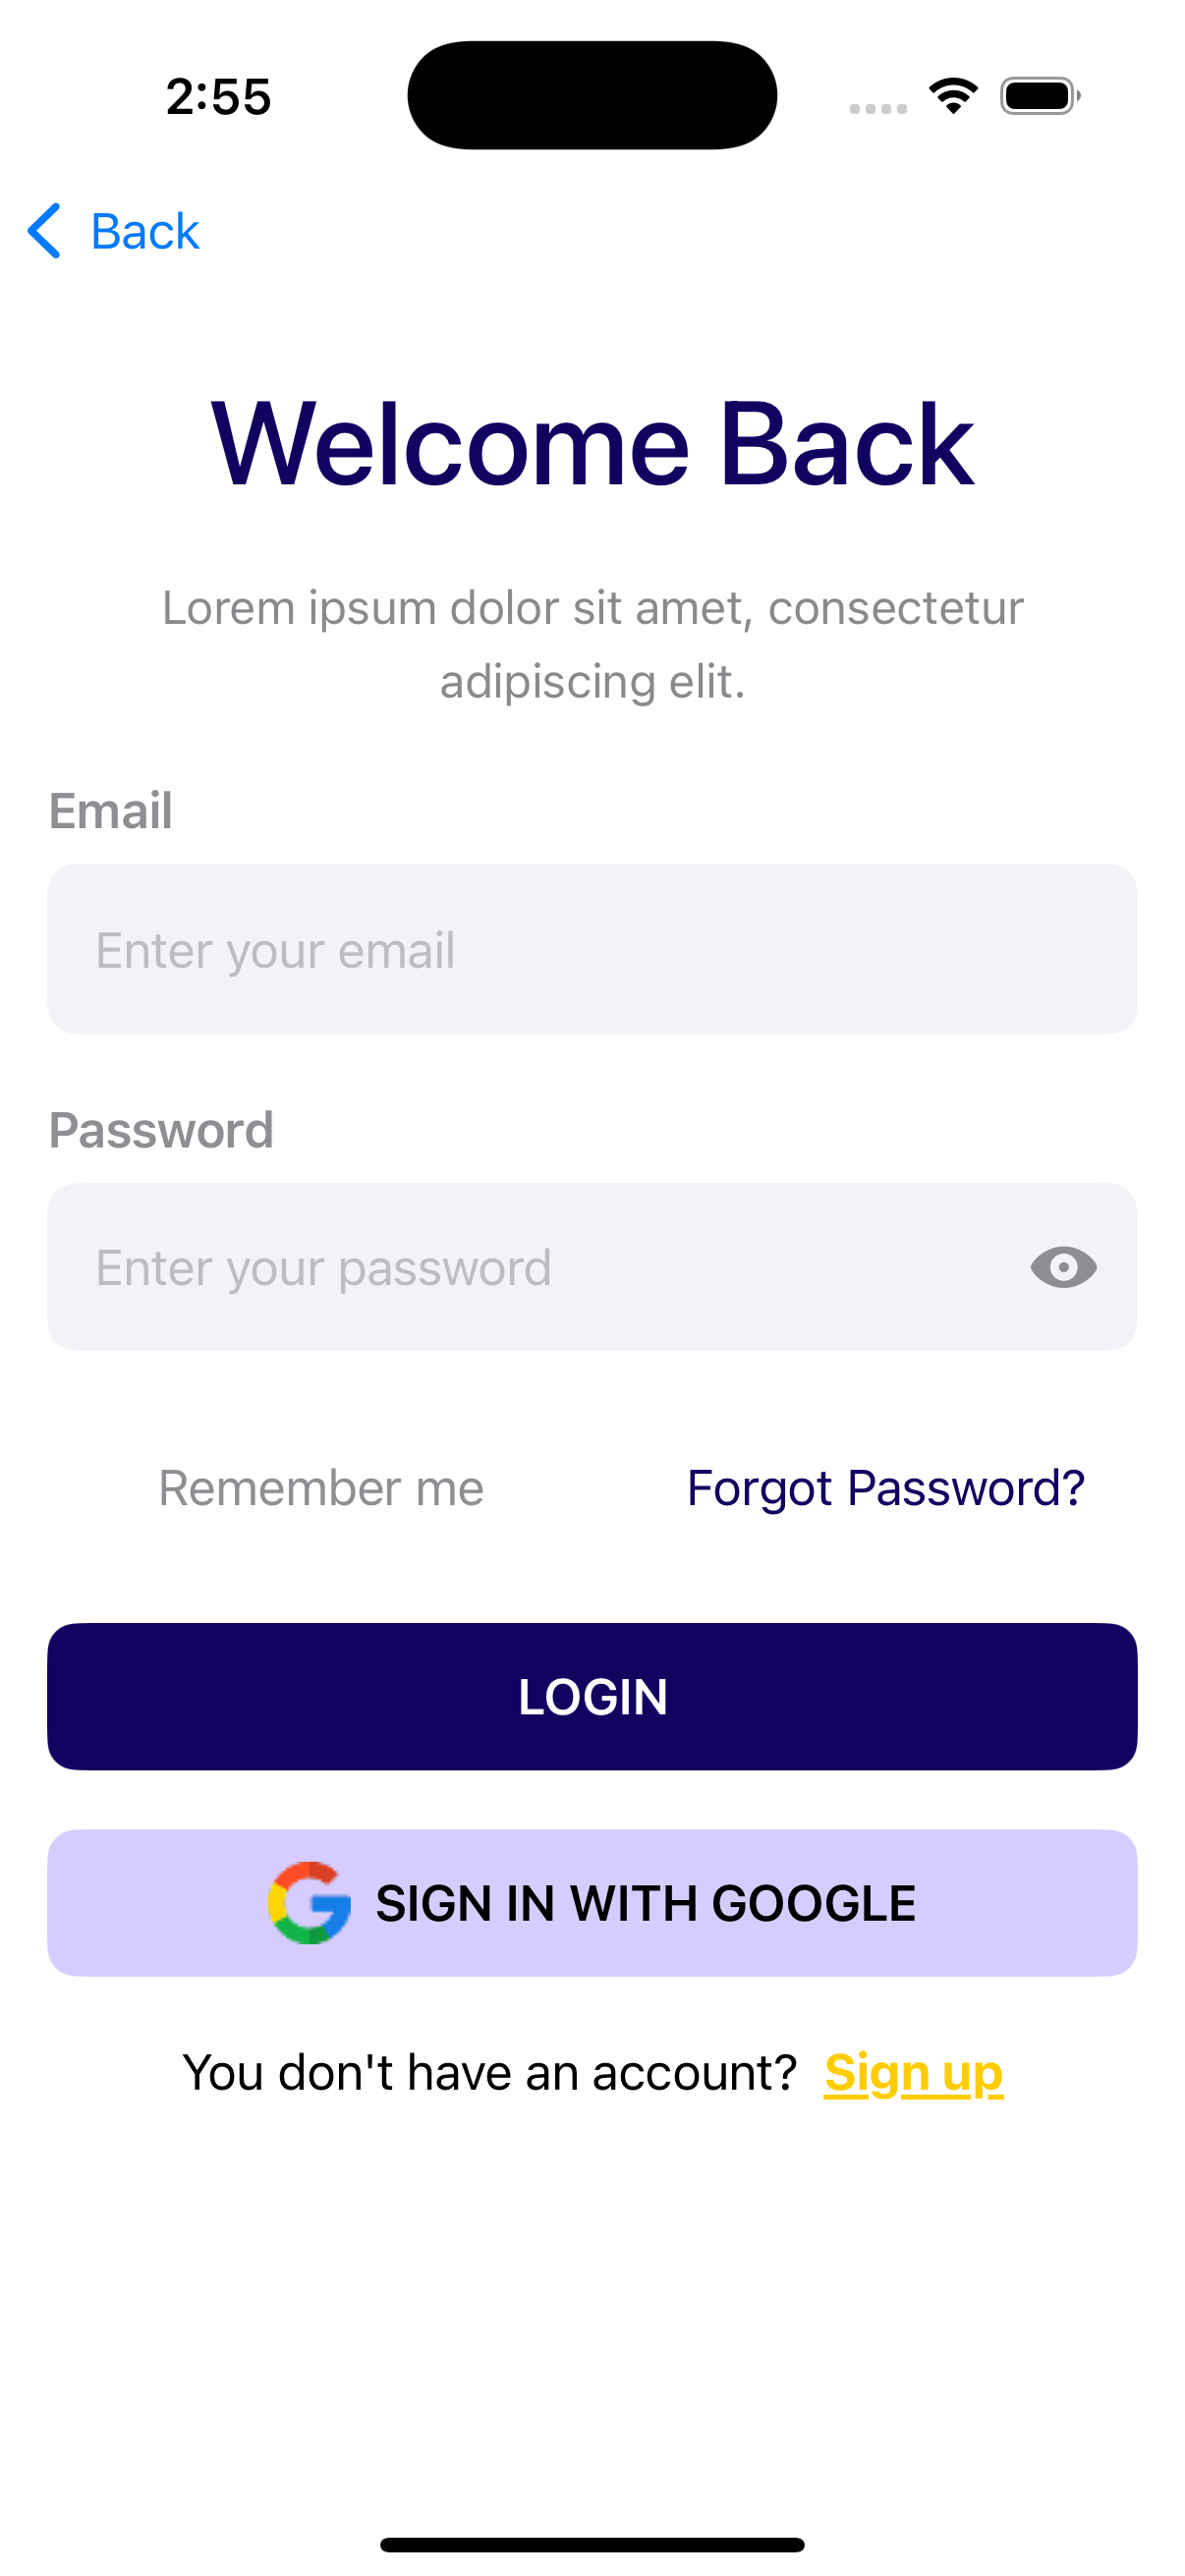 2:55
Back
Welcome Back
Lorem ipsum dolor sit amet, consectetur
adipiscing elit.
Email
Enter your email
Password
Enter your password
Remember me Forgot Password?
LOGIN
SIGN IN WITH GOOGLE
You don't have an account? Sign up